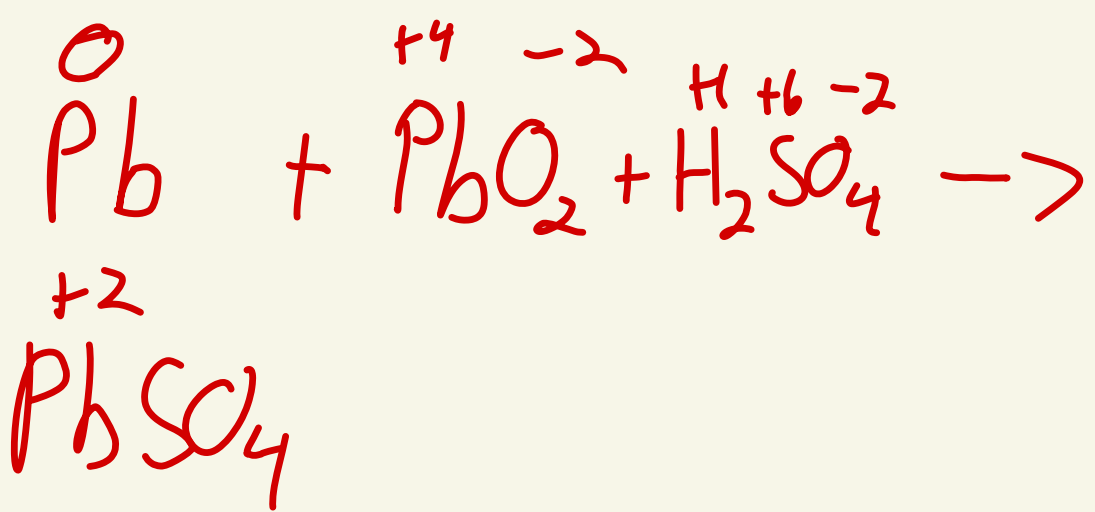 0 +4 -2 +1 +6 -2
Pb + PbO₂ + H₂SO₄ →
+2
PbSO₄